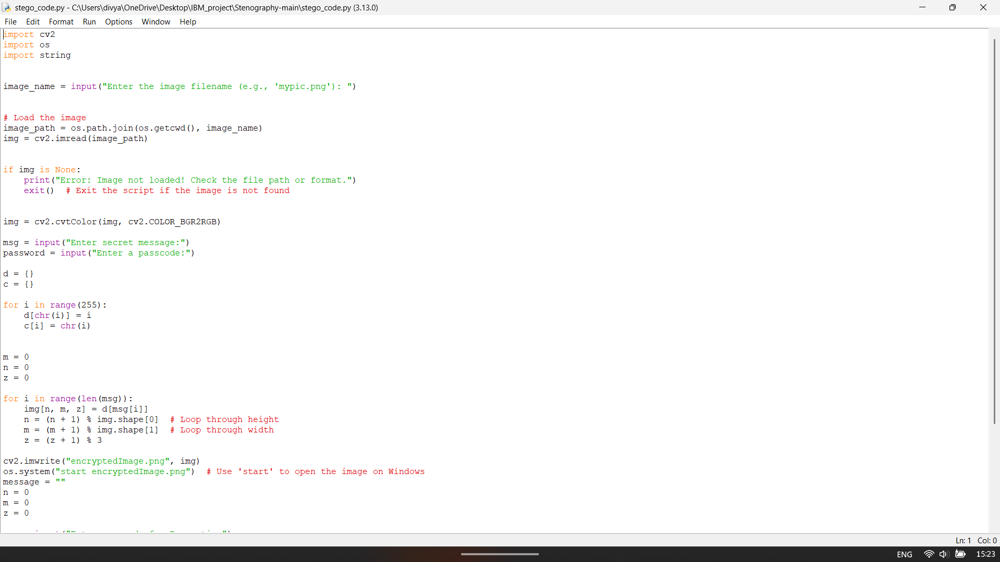 stego_code.py - C:\Users\divya\OneDrive\Desktop\IBM_project\Stenography-main\stego_code.py (3.13.0)
File Edit Format Run Options Window Help
import cv2
import os
import string
image_name = input("Enter the image filename (e.g., 'mypic.png'): ")
# Load the image
image_path = os.path.join(os.getcwd(), image_name)
img = cv2.imread(image_path)
if img is None:
    print("Error: Image not loaded! Check the file path or format.")
    exit()  # Exit the script if the image is not found
img = cv2.cvtColor(img, cv2.COLOR_BGR2RGB)
msg = input("Enter secret message:")
password = input("Enter a passcode:")
d = {}
c = {}
for i in range(255):
    d[chr(i)] = i
    c[i] = chr(i)
m = 0
n = 0
z = 0
for i in range(len(msg)):
    img[n, m, z] = d[msg[i]]
    n = (n + 1) % img.shape[0]  # Loop through height
    m = (m + 1) % img.shape[1]  # Loop through width
    z = (z + 1) % 3
cv2.imwrite("encryptedImage.png", img)
os.system("start encryptedImage.png")  # Use 'start' to open the image on Windows
message = ""
n = 0
m = 0
z = 0
Ln: 1 Col: 0
ENG 15:23